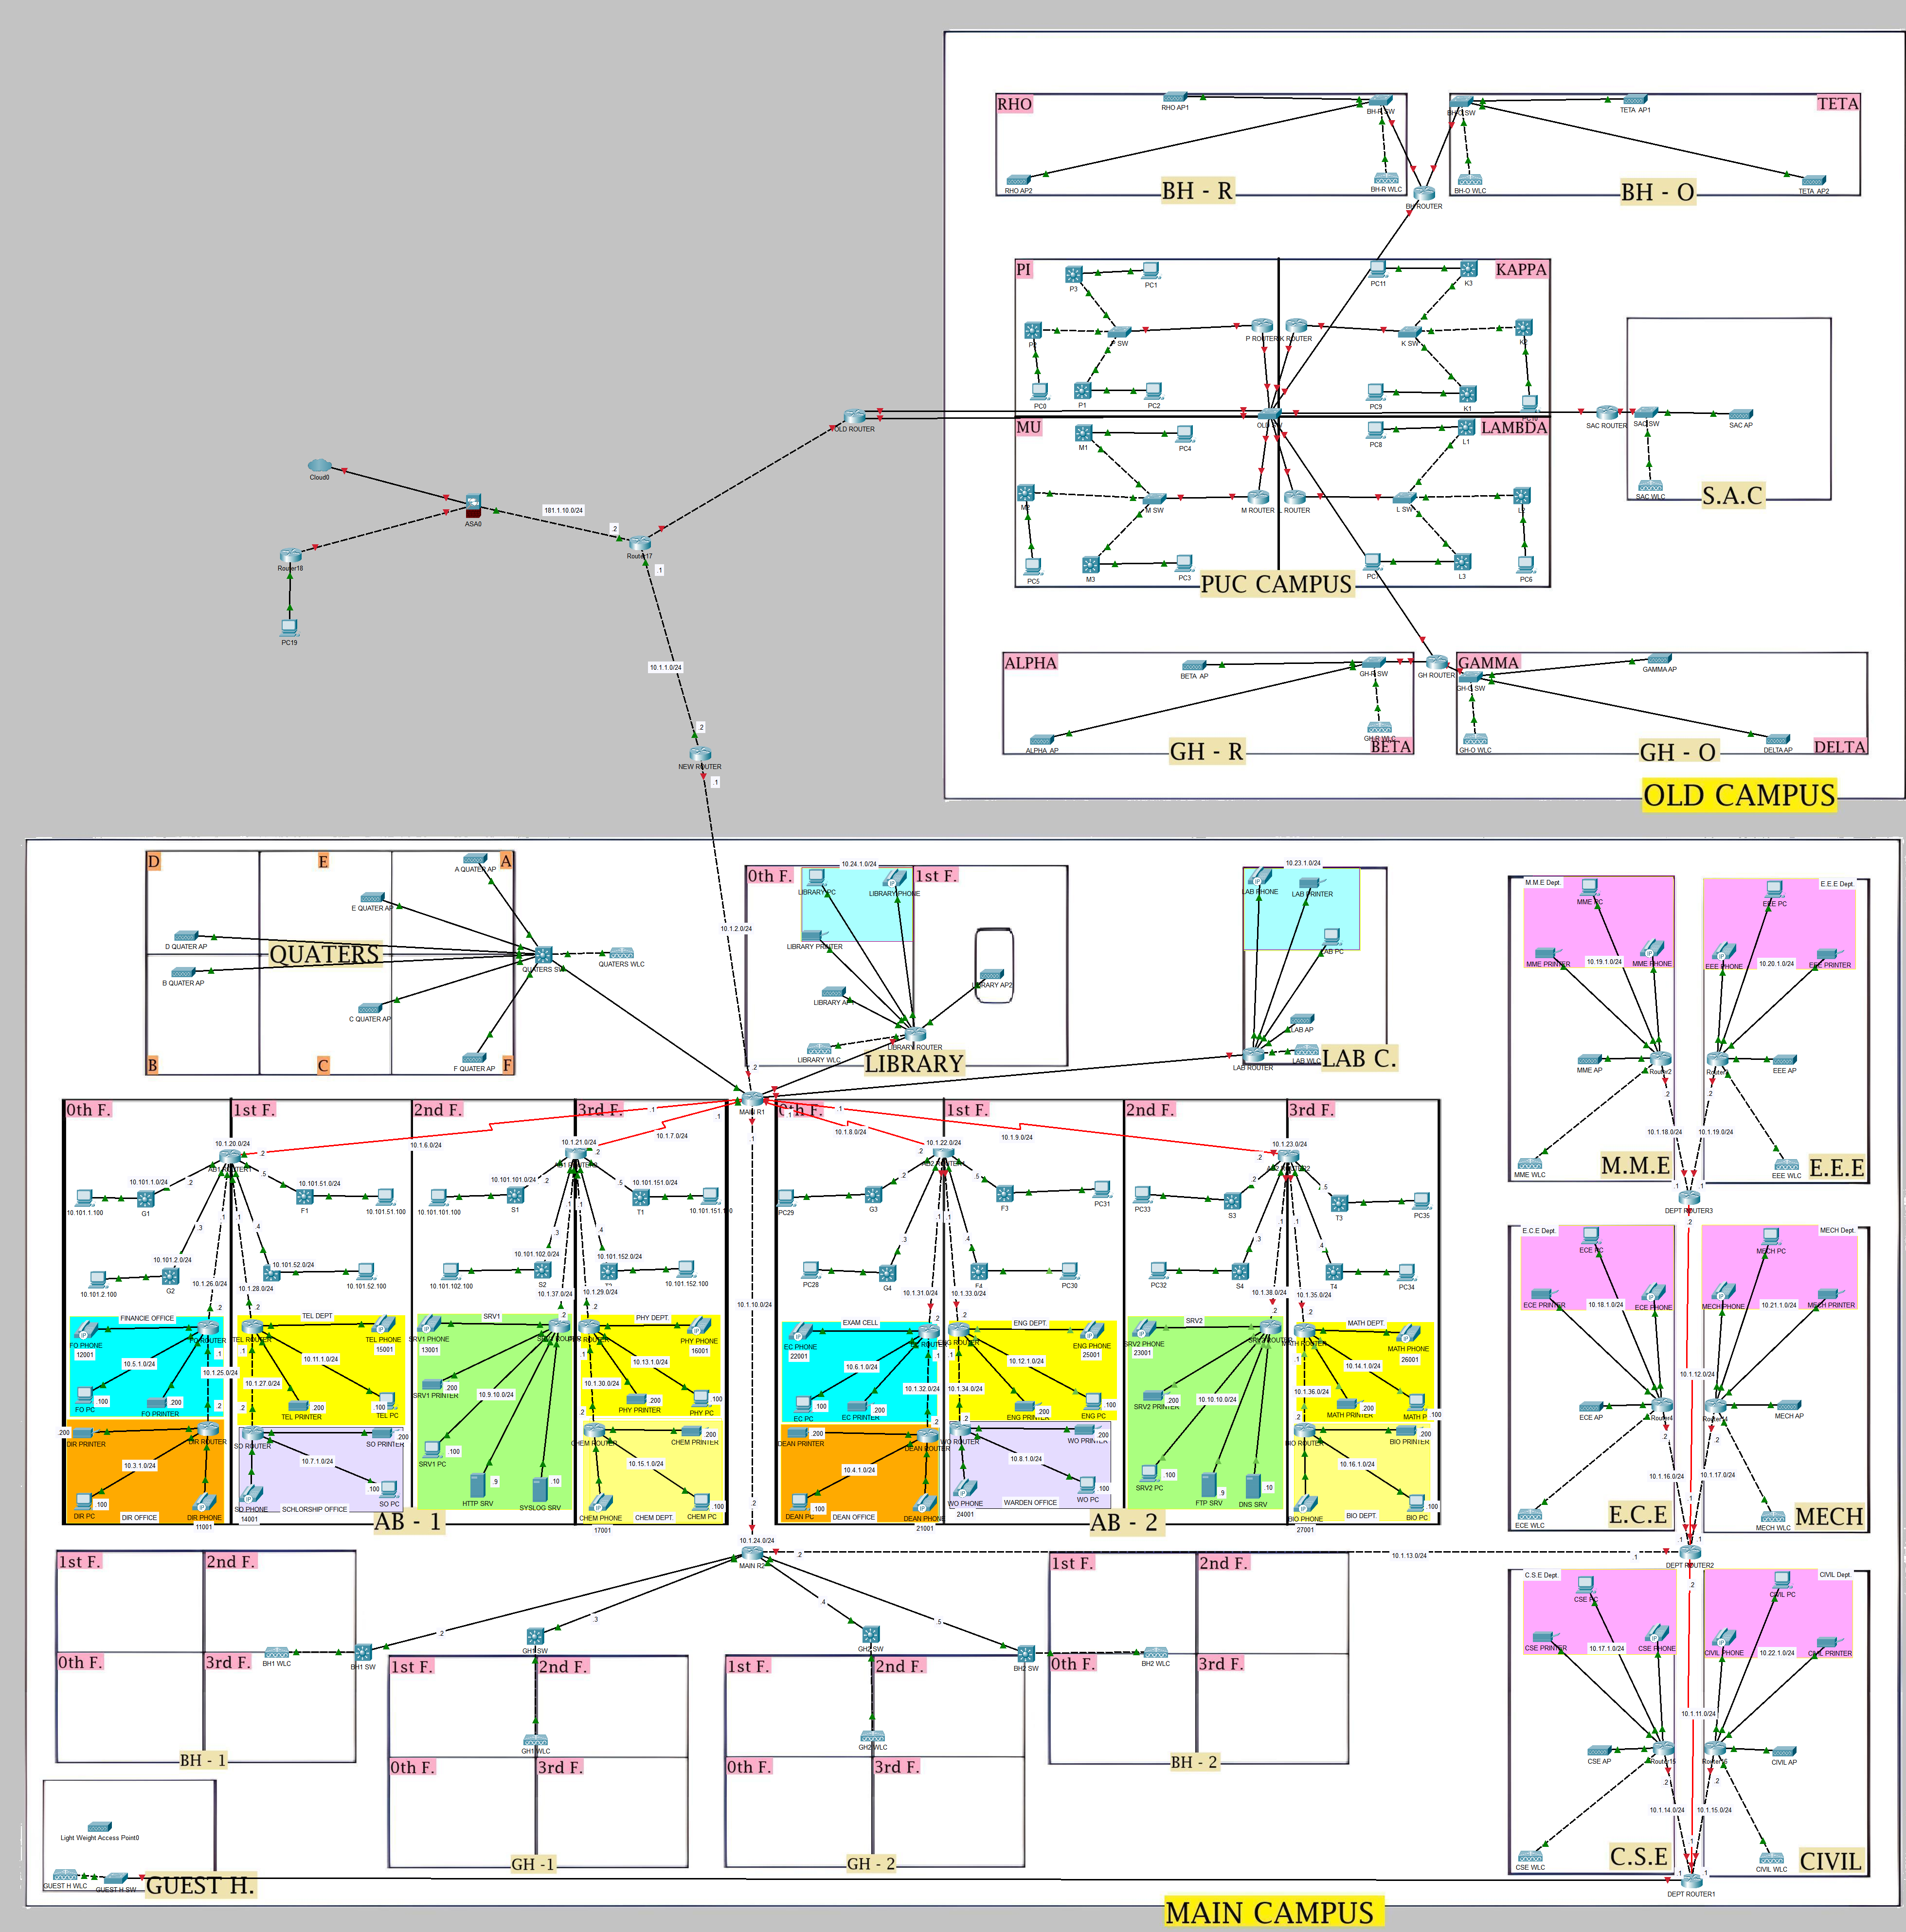 RHO
RHO AP1
BH-R SW
TETA AP1
TETA
RHO AP2
BH-R WLC
BH-O WLC
TETA AP2
BH - R
BH - O
PI
KAPPA
P3
PC1
PC11
K3
P SW
P ROUTER
K ROUTER
K SW
K2
PC0
P1
PC2
PC9
K1
MU
LAMBDA
OLD ROUTER
SAC ROUTER
SAC SW
SAC AP
M1
PC4
PC8
L1
Cloud0
ASA0
181.1.10.0/24
.2
Router17
.1
M2
M SW
M ROUTER
L ROUTER
L SW
L2
SAC WLC
S.A.C
Router18
PC5
M3
PC3
PC7
L3
PC6
PUC CAMPUS
PC19
10.1.1.0/24
ALPHA
BETA AP
GH-R SW
GH ROUTER
GAMMA
GAMMA AP
GH-O SW
ALPHA AP
GH-R WLC
BETA
GH-O WLC
DELTA AP
DELTA
GH - R
GH - O
.2
NEW ROUTER
.1
OLD CAMPUS
D
E
A
A QUATER AP
E QUATER AP
D QUATER AP
QUATERS
QUATERS SW
QUATERS WLC
B QUATER AP
C QUATER AP
B
C
F QUATER AP
F
10.1.2.0/24
.2
0th F.
10.24.1.0/24
1st F.
LIBRARY PC
LIBRARY PHONE
LIBRARY PRINTER
LIBRARY AP1
LIBRARY AP2
LIBRARY ROUTER
LIBRARY WLC
LIBRARY
10.23.1.0/24
LAB PHONE
LAB PRINTER
LAB PC
LAB AP
LAB ROUTER
LAB WLC
LAB C.
M.M.E Dept.
MME PC
MME PRINTER
MME PHONE
10.19.1.0/24
MME AP
Router2
.2
10.1.18.0/24
MME WLC
M.M.E
E.E.E Dept.
EEE PC
EEE PHONE
EEE PRINTER
10.20.1.0/24
EEE AP
.2
10.1.19.0/24
EEE WLC
E.E.E
.1
.1
DEPT ROUTER3
.2
MAIN R1
0th F.
1st F.
2nd F.
3rd F.
10.1.20.0/24
10.1.6.0/24
10.1.21.0/24
10.1.7.0/24
AB1 ROUTER1
10.101.1.0/24
10.101.51.0/24
10.101.1.100
G1
F1
10.101.51.100
10.101.101.0/24
10.101.151.0/24
10.101.101.100
S1
T1
10.101.151.100
10.101.2.0/24
10.101.52.0/24
10.101.2.100
G2
10.101.52.100
10.101.102.0/24
10.101.152.0/24
10.101.102.100
S2
T2
10.101.152.100
10.1.26.0/24
10.1.28.0/24
10.1.37.0/24
10.1.29.0/24
FINANCIE OFFICE
FO PHONE
FO ROUTER
12001
10.5.1.0/24
10.1.25.0/24
FO PC
FO PRINTER
TEL DEPT
TEL ROUTER
TEL PHONE
15001
10.11.1.0/24
10.1.27.0/24
TEL PRINTER
TEL PC
SRV1
SRV1 PHONE
13001
10.9.10.0/24
SRV1 PRINTER
SRV1 PC
HTTP SRV
SYSLOG SRV
PHY DEPT.
PHY PHONE
16001
10.13.1.0/24
10.1.30.0/24
PHY PRINTER
PHY PC
DIR PRINTER
DIR ROUTER
10.3.1.0/24
DIR PC
DIR OFFICE
DIR PHONE
11001
SO ROUTER
SO PRINTER
10.7.1.0/24
SO PHONE
SO PC
14001
SCHLORSHIP OFFICE
CHEM ROUTER
CHEM PRINTER
10.15.1.0/24
CHEM PHONE
CHEM DEPT.
CHEM PC
17001
AB - 1
1st F.
2nd F.
3rd F.
10.1.8.0/24
10.1.9.0/24
10.1.22.0/24
10.1.23.0/24
PC29
G3
F3
PC31
PC33
S3
T3
PC35
PC28
G4
F4
PC30
PC32
S4
T4
PC34
10.1.31.0/24
10.1.33.0/24
10.1.38.0/24
10.1.35.0/24
EXAM CELL
EC PHONE
22001
10.6.1.0/24
10.1.32.0/24
EC PC
EC PRINTER
ENG DEPT.
ENG ROUTER
ENG PHONE
25001
10.12.1.0/24
10.1.34.0/24
ENG PRINTER
ENG PC
SRV2
SRV2 PHONE
23001
10.10.10.0/24
SRV2 PRINTER
SRV2 PC
FTP SRV
DNS SRV
MATH DEPT.
MATH ROUTER
MATH PHONE
26001
10.14.1.0/24
10.1.36.0/24
MATH PRINTER
MATH P
DEAN PRINTER
DEAN ROUTER
10.4.1.0/24
DEAN PC
DEAN OFFICE
DEAN PHONE
21001
WO ROUTER
WO PRINTER
10.8.1.0/24
WO PHONE
WO PC
24001
WARDEN OFFICE
BIO ROUTER
BIO PRINTER
10.16.1.0/24
BIO PHONE
BIO DEPT.
BIO PC
27001
AB - 2
10.1.10.0/24
.2
10.1.24.0/24
MAIN R2
.2
10.1.13.0/24
.1
E.C.E Dept.
ECE PC
ECE PRINTER
ECE PHONE
10.18.1.0/24
ECE AP
Router4
10.1.16.0/24
ECE WLC
E.C.E
MECH Dept.
MECH PC
MECH PHONE
MECH PRINTER
10.21.1.0/24
10.1.12.0/24
MECH AP
10.1.17.0/24
MECH WLC
MECH
DEPT ROUTER2
.2
1st F.
2nd F.
0th F.
3rd F.
BH1 WLC
BH1 SW
BH - 1
.2
.3
.4
.5
GH1 SW
1st F.
2nd F.
GH1 WLC
0th F.
3rd F.
GH -1
GH2 SW
1st F.
2nd F.
GH2 WLC
0th F.
3rd F.
GH - 2
1st F.
2nd F.
BH2 SW
BH2 WLC
0th F.
3rd F.
BH - 2
C.S.E Dept.
CSE PC
CSE PRINTER
CSE PHONE
10.17.1.0/24
CSE AP
Router15
10.1.14.0/24
CSE WLC
C.S.E
CIVIL Dept.
CIVIL PC
CIVIL PHONE
CIVIL PRINTER
10.22.1.0/24
10.1.11.0/24
CIVIL AP
10.1.15.0/24
CIVIL WLC
CIVIL
DEPT ROUTER1
Light Weight Access Point0
GUEST H WLC
GUEST H SW
GUEST H.
MAIN CAMPUS